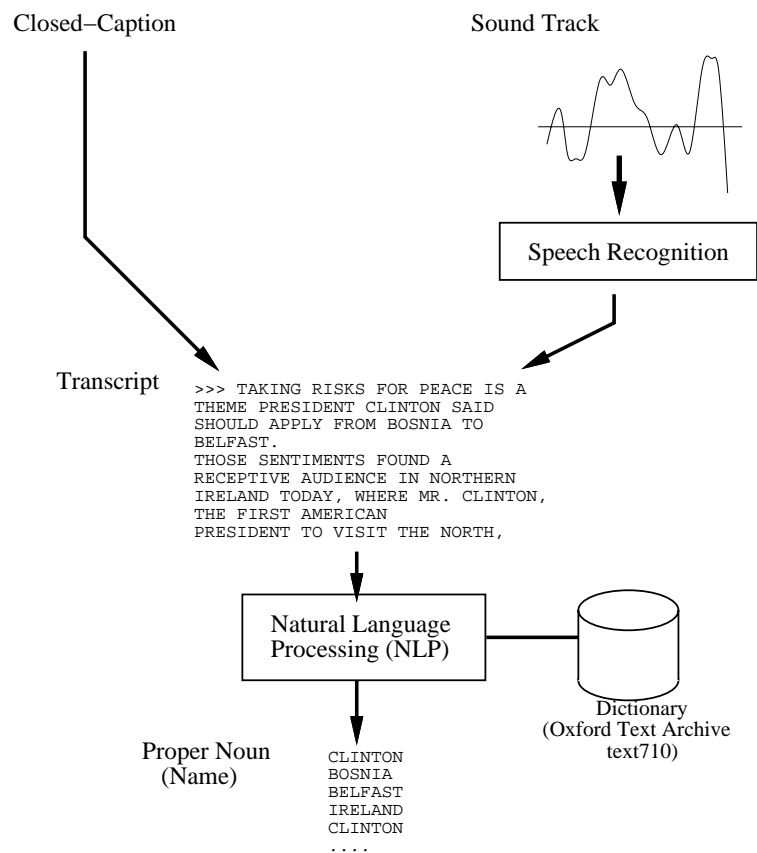 Closed–Caption
Sound Track
Speech Recognition
Transcript
>>> TAKING RISKS FOR PEACE IS A
THEME PRESIDENT CLINTON SAID
SHOULD APPLY FROM BOSNIA TO
BELFAST.
THOSE SENTIMENTS FOUND A
RECEPTIVE AUDIENCE IN NORTHERN
IRELAND TODAY, WHERE MR. CLINTON,
THE FIRST AMERICAN
PRESIDENT TO VISIT THE NORTH,
Natural Language
Processing (NLP)
Dictionary
(Oxford Text Archive
text710)
Proper Noun
(Name)
CLINTON
BOSNIA
BELFAST
IRELAND
CLINTON
....